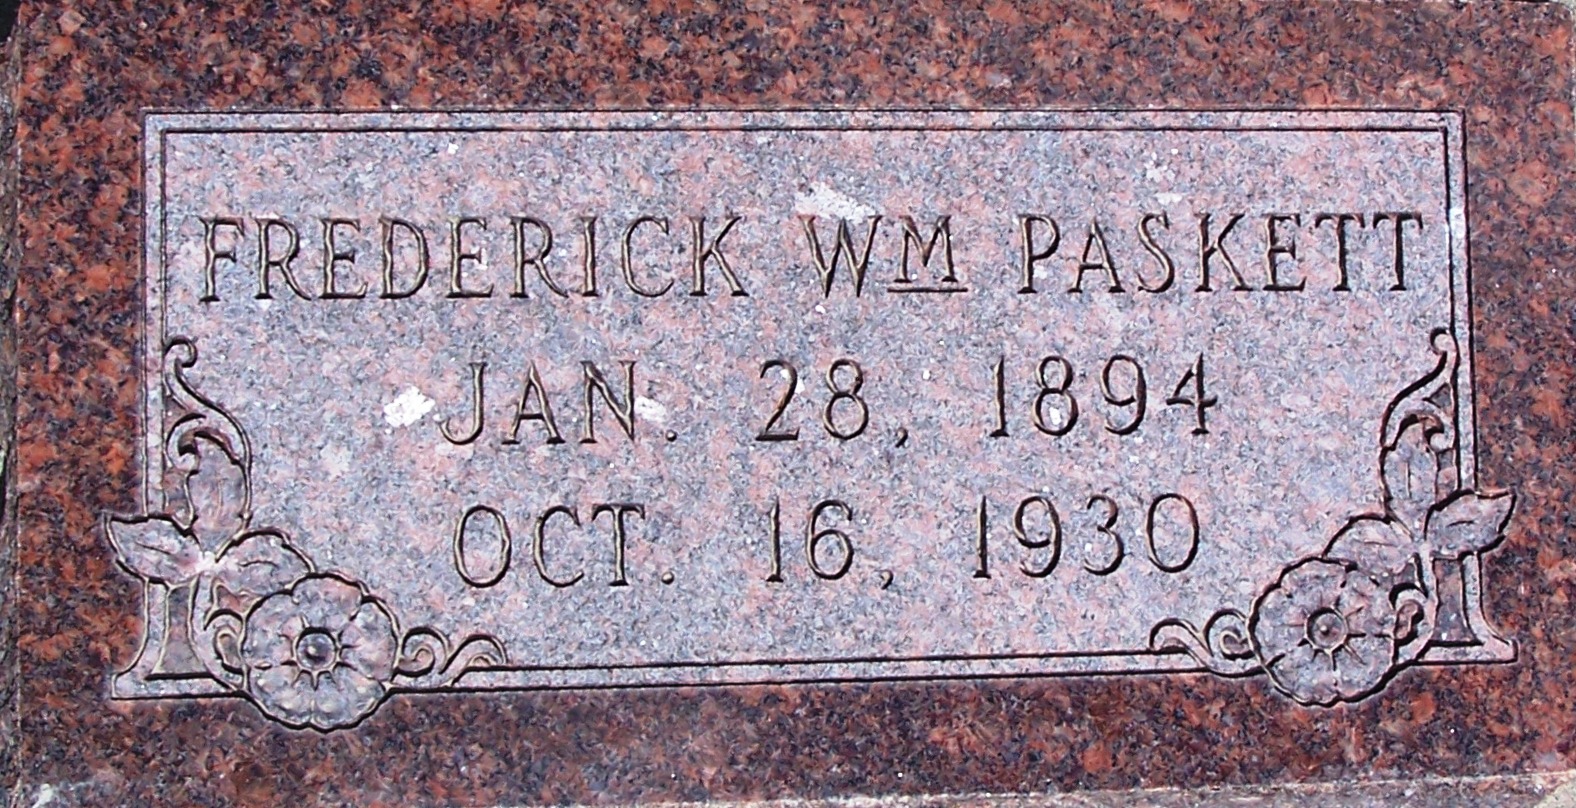 FREDERICK WM PASKETT
JAN. 28, 1894
OCT. 16, 1930